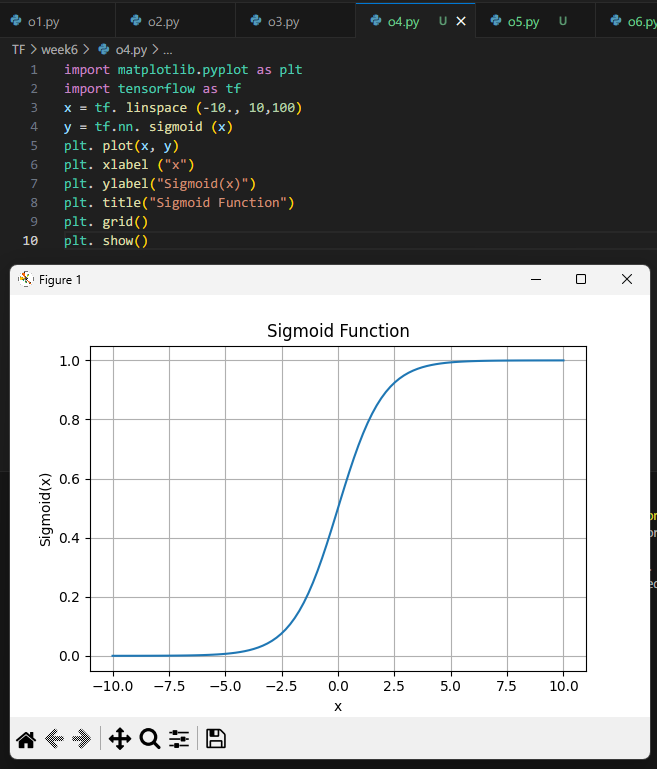 o1.py o2.py o3.py o4.py U o5.py U o6.py
TF > week6 > o4.py > ...
1 import matplotlib.pyplot as plt
2 import tensorflow as tf
3 x = tf. linspace (-10., 10,100)
4 y = tf.nn. sigmoid (x)
5 plt. plot(x, y)
6 plt. xlabel ("x")
7 plt. ylabel("Sigmoid(x)")
8 plt. title("Sigmoid Function")
9 plt. grid()
10 plt. show()
Figure 1
Sigmoid Function
1.0
0.8
0.6
0.4
0.2
0.0
Sigmoid(x)
−10.0 −7.5 −5.0 −2.5 0.0 2.5 5.0 7.5 10.0
x